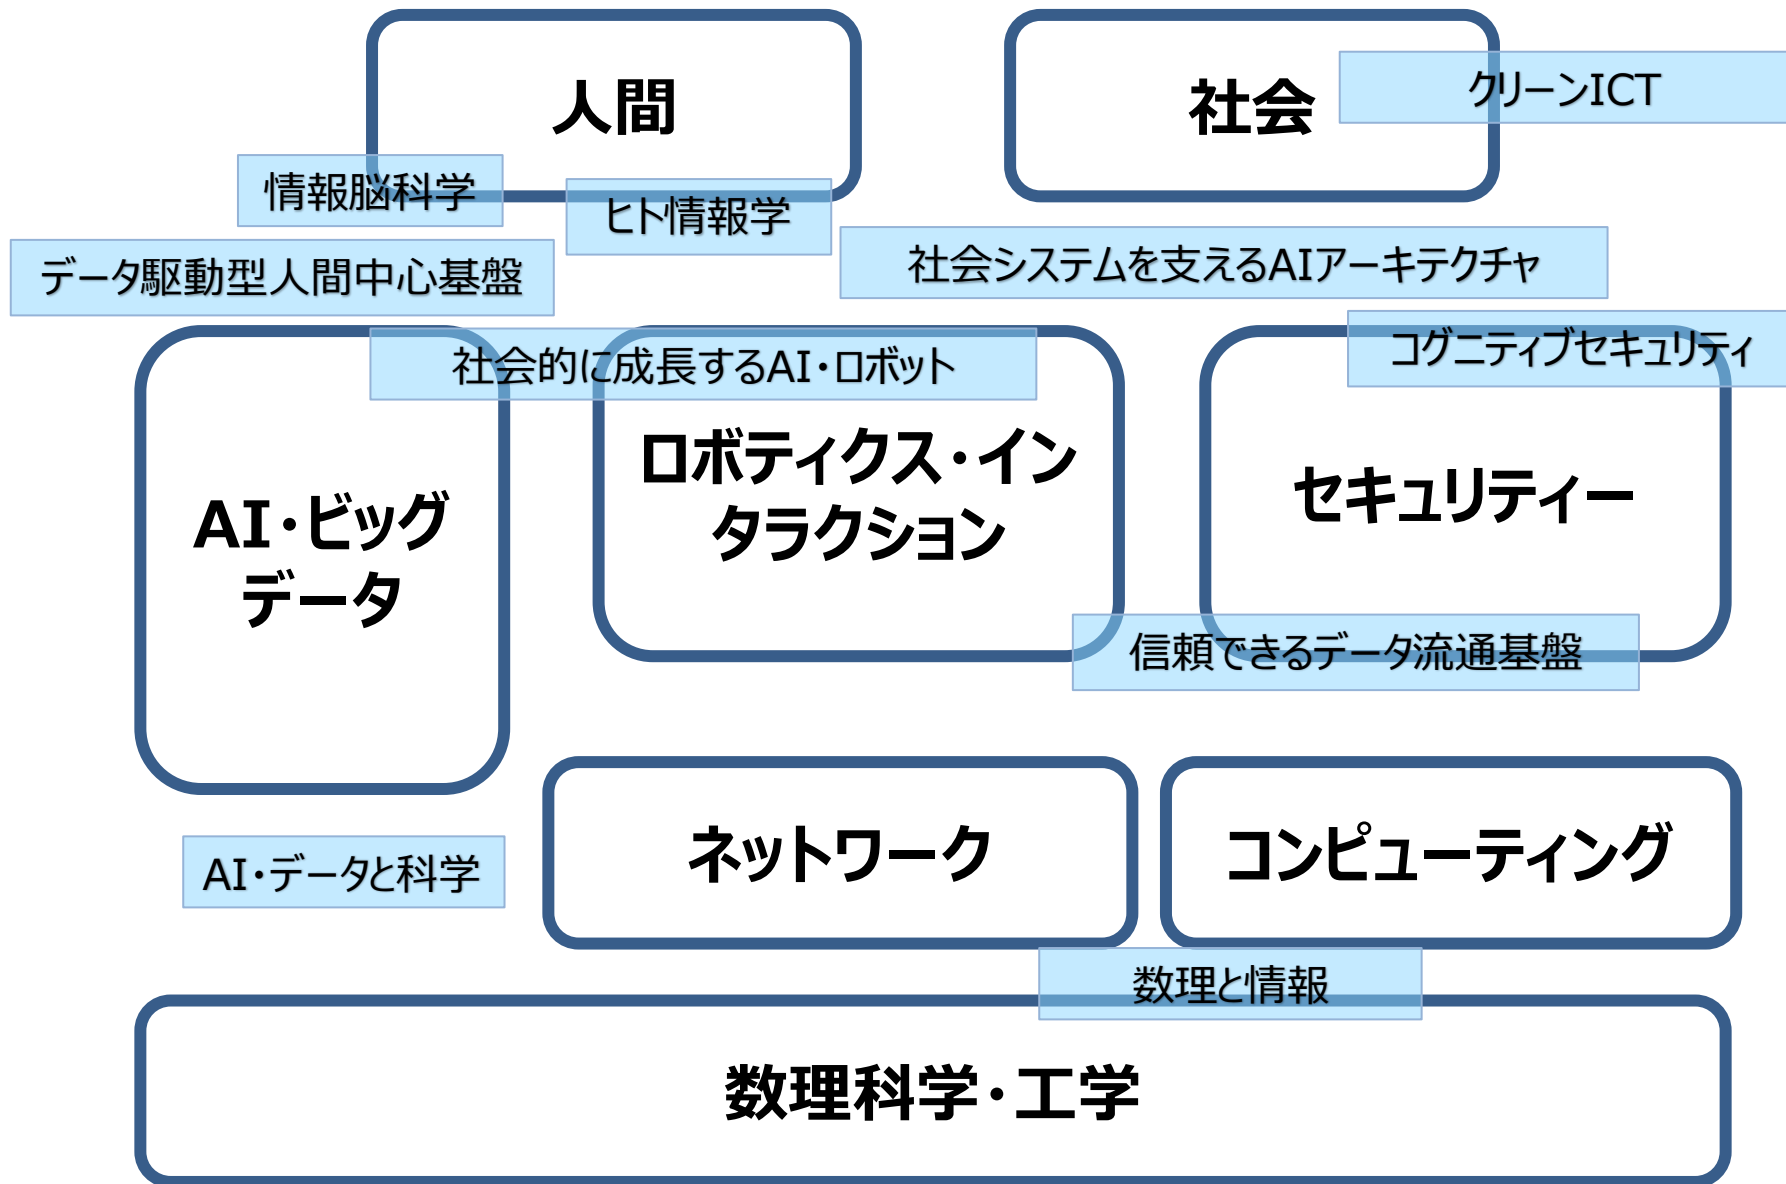 人間
社会
クリーンICT
情報脳科学
ヒト情報学
社会システムを支えるAIアーキテクチャ
データ駆動型人間中心基盤
社会的に成長するAI・ロボット
コグニティブセキュリティ
ロボティクス・イン
タラクション
セキュリティー
AI・ビッグ
データ
信頼できるデータ流通基盤
ネットワーク
コンピューティング
AI・データと科学
数理と情報
数理科学・工学